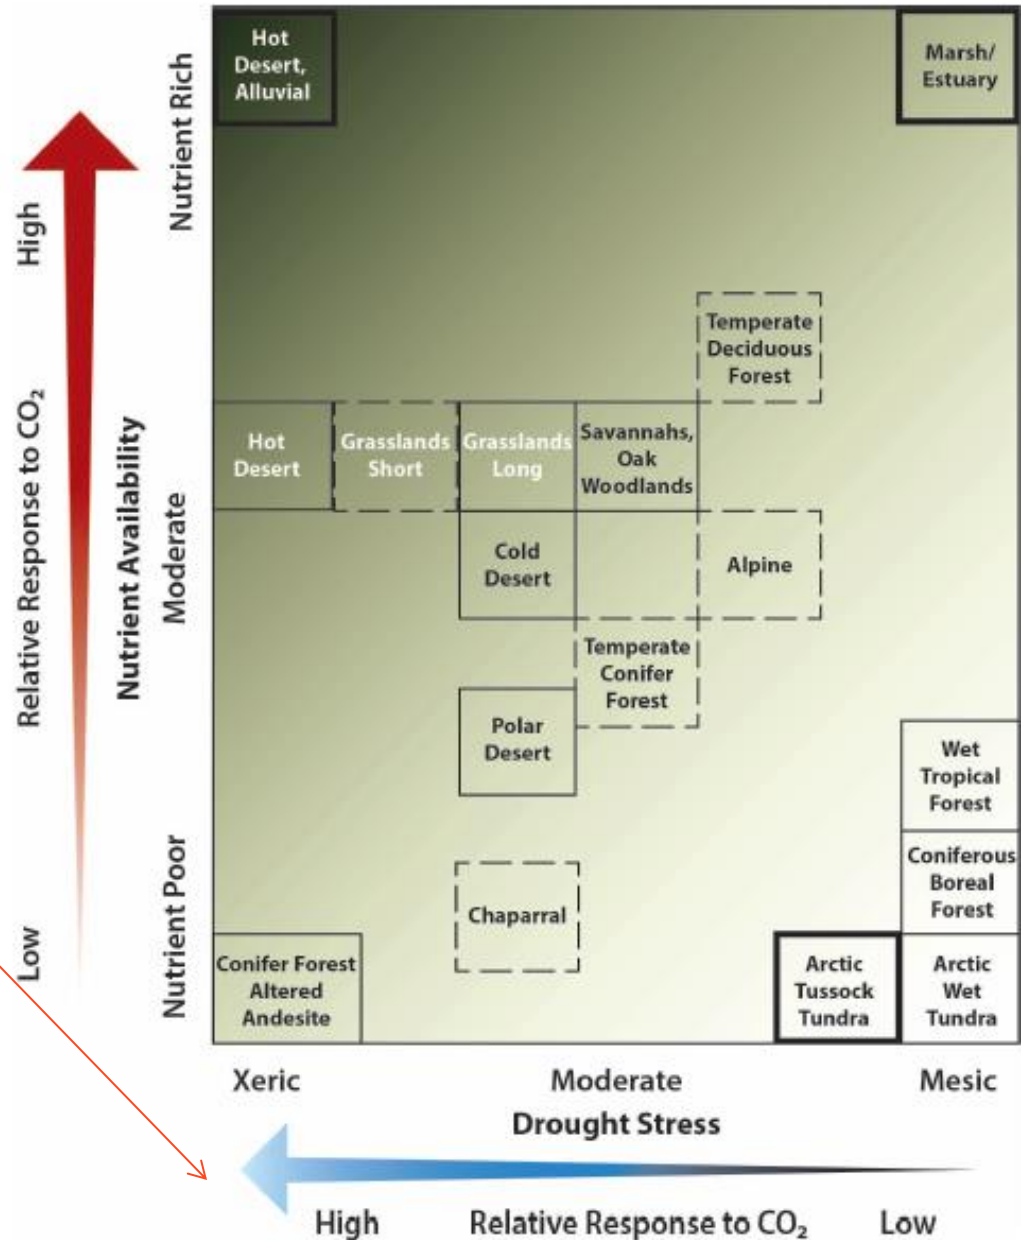 Hot
Desert,
Alluvial
Marsh/
Estuary
Nutrient Rich
High
Temperate
Deciduous
Forest
Relative Response to CO₂
Nutrient Availability
Moderate
Hot
Desert
Grasslands
Short
Grasslands
Long
Savannahs,
Oak
Woodlands
Cold
Desert
Alpine
Temperate
Conifer
Forest
Polar
Desert
Wet
Tropical
Forest
Coniferous
Boreal
Forest
Chaparral
Nutrient Poor
Low
Conifer Forest
Altered
Andesite
Arctic
Tussock
Tundra
Arctic
Wet
Tundra
Xeric
Moderate
Mesic
Drought Stress
High
Relative Response to CO₂
Low